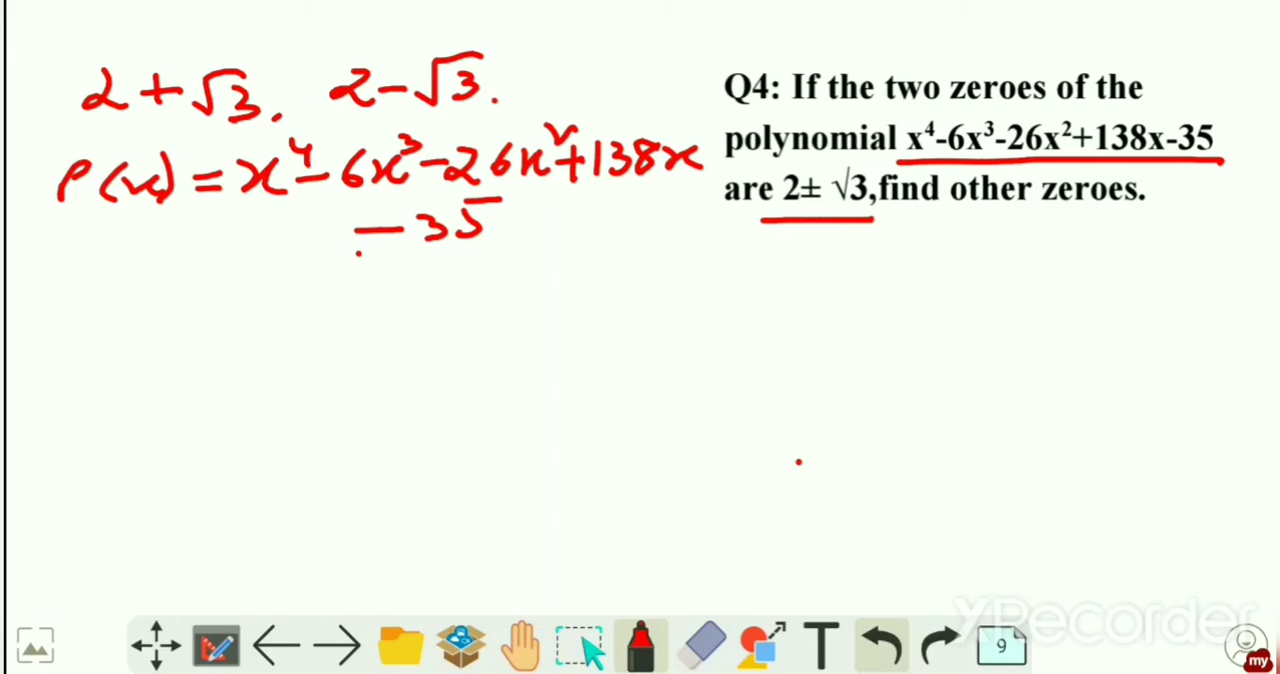 2 + √3, 2 - √3.
P(x) = x⁴ - 6x³ - 26x² + 138x
- 35
Q4: If the two zeroes of the
polynomial x⁴-6x³-26x²+138x-35
are 2± √3,find other zeroes.
T
9
XRecorder
my